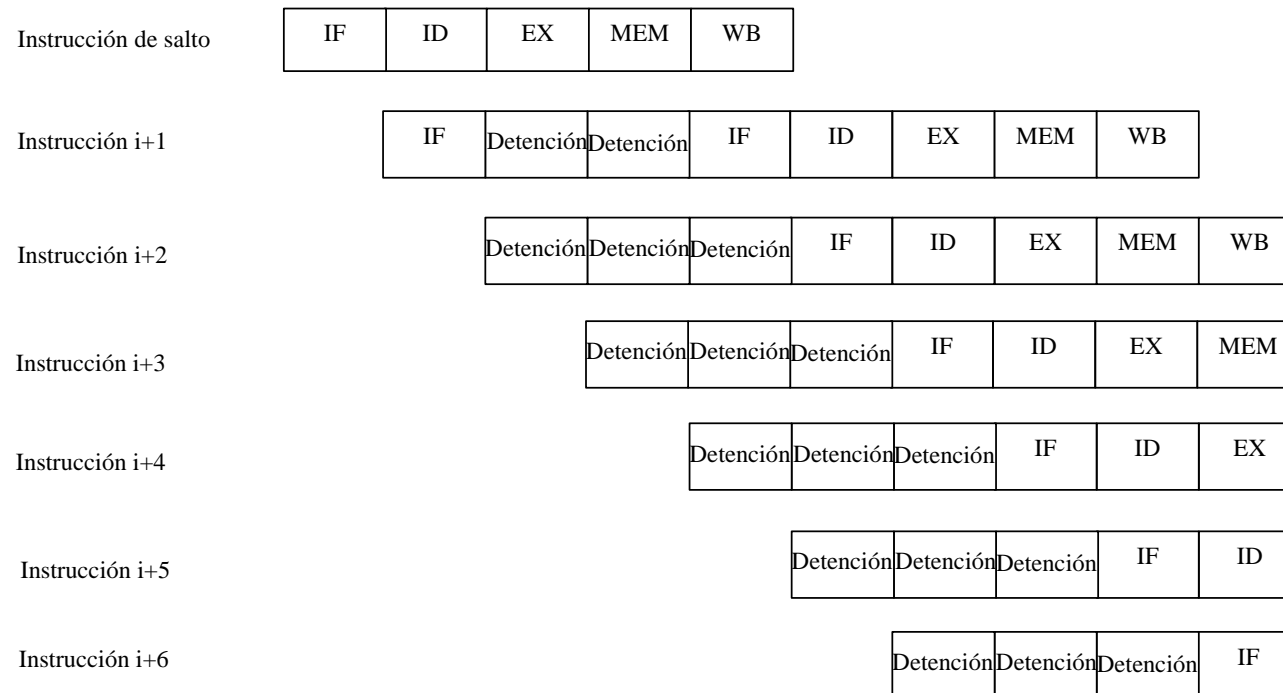 Instrucción de salto IF ID EX MEM WB
Instrucción i+1 IF Detención Detención IF ID EX MEM WB
Instrucción i+2 Detención Detención Detención IF ID EX MEM WB
Instrucción i+3 Detención Detención Detención IF ID EX MEM
Instrucción i+4 Detención Detención Detención IF ID EX
Instrucción i+5 Detención Detención Detención IF ID
Instrucción i+6 Detención Detención Detención IF